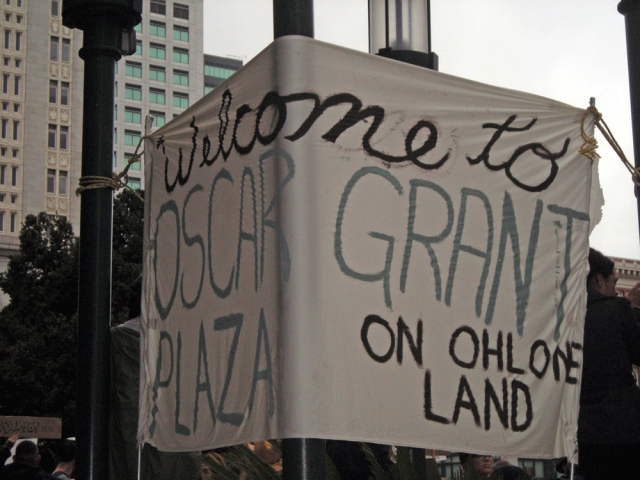 Welcome to
OSCAR GRANT
PLAZA
ON OHLONE
LAND